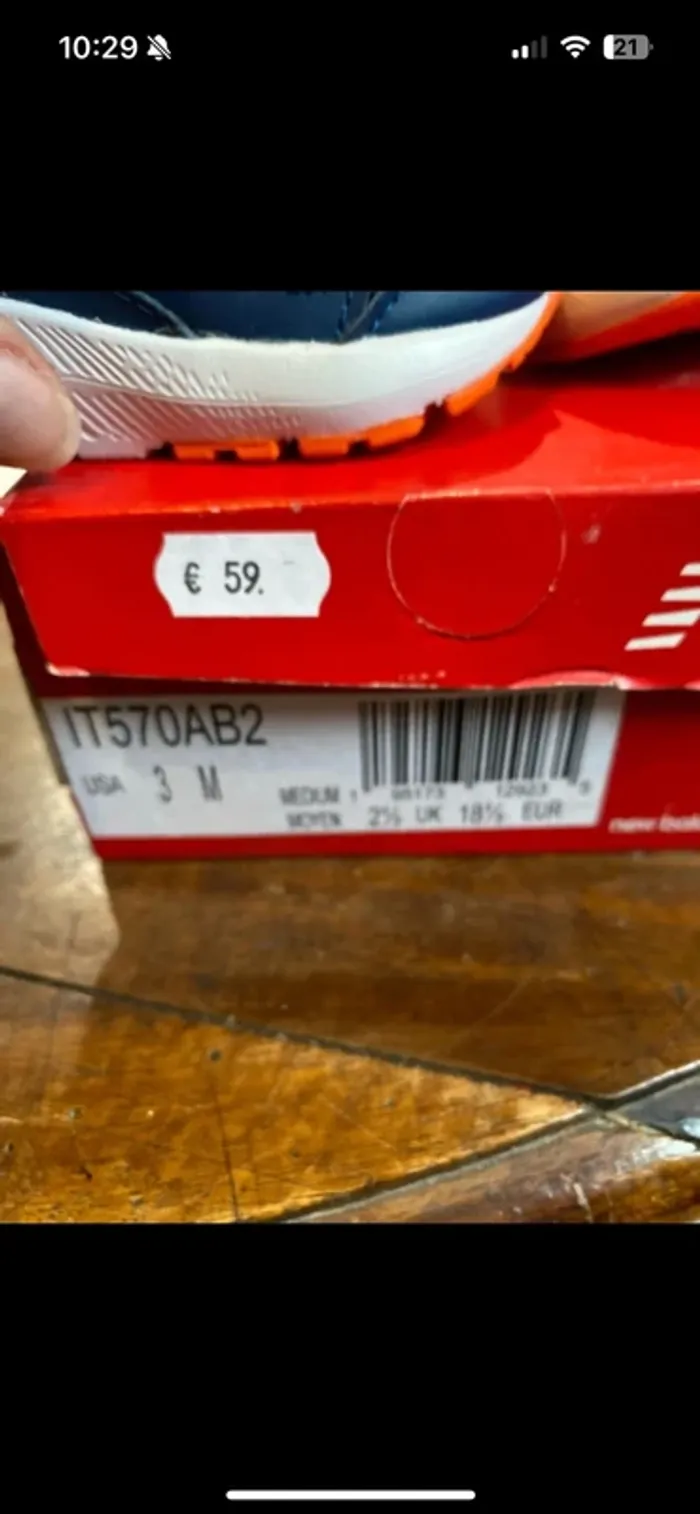 10:29
21
€ 59.
IT570AB2
USA 3 M
MEDIUM
MOYEN 2½ UK 18½ EUR